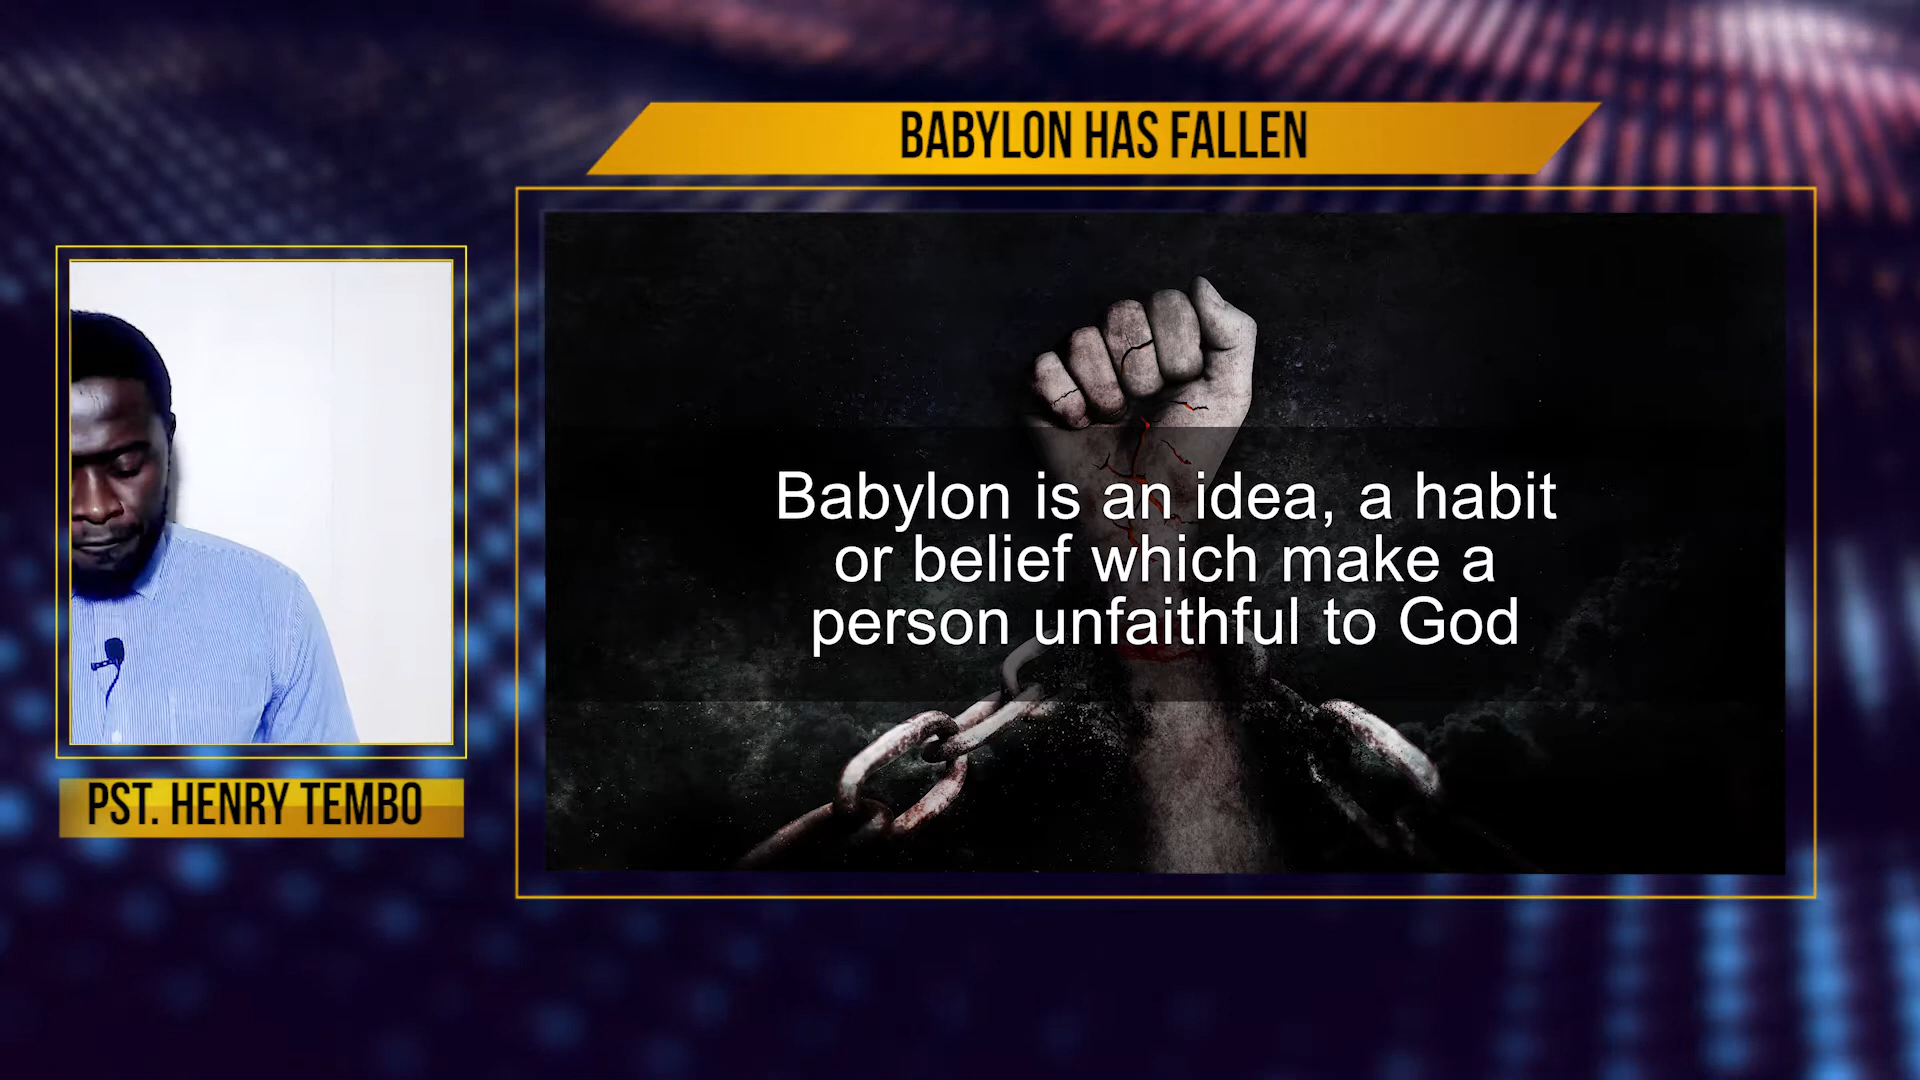 BABYLON HAS FALLEN
Babylon is an idea, a habit
or belief which make a
person unfaithful to God
PST. HENRY TEMBO